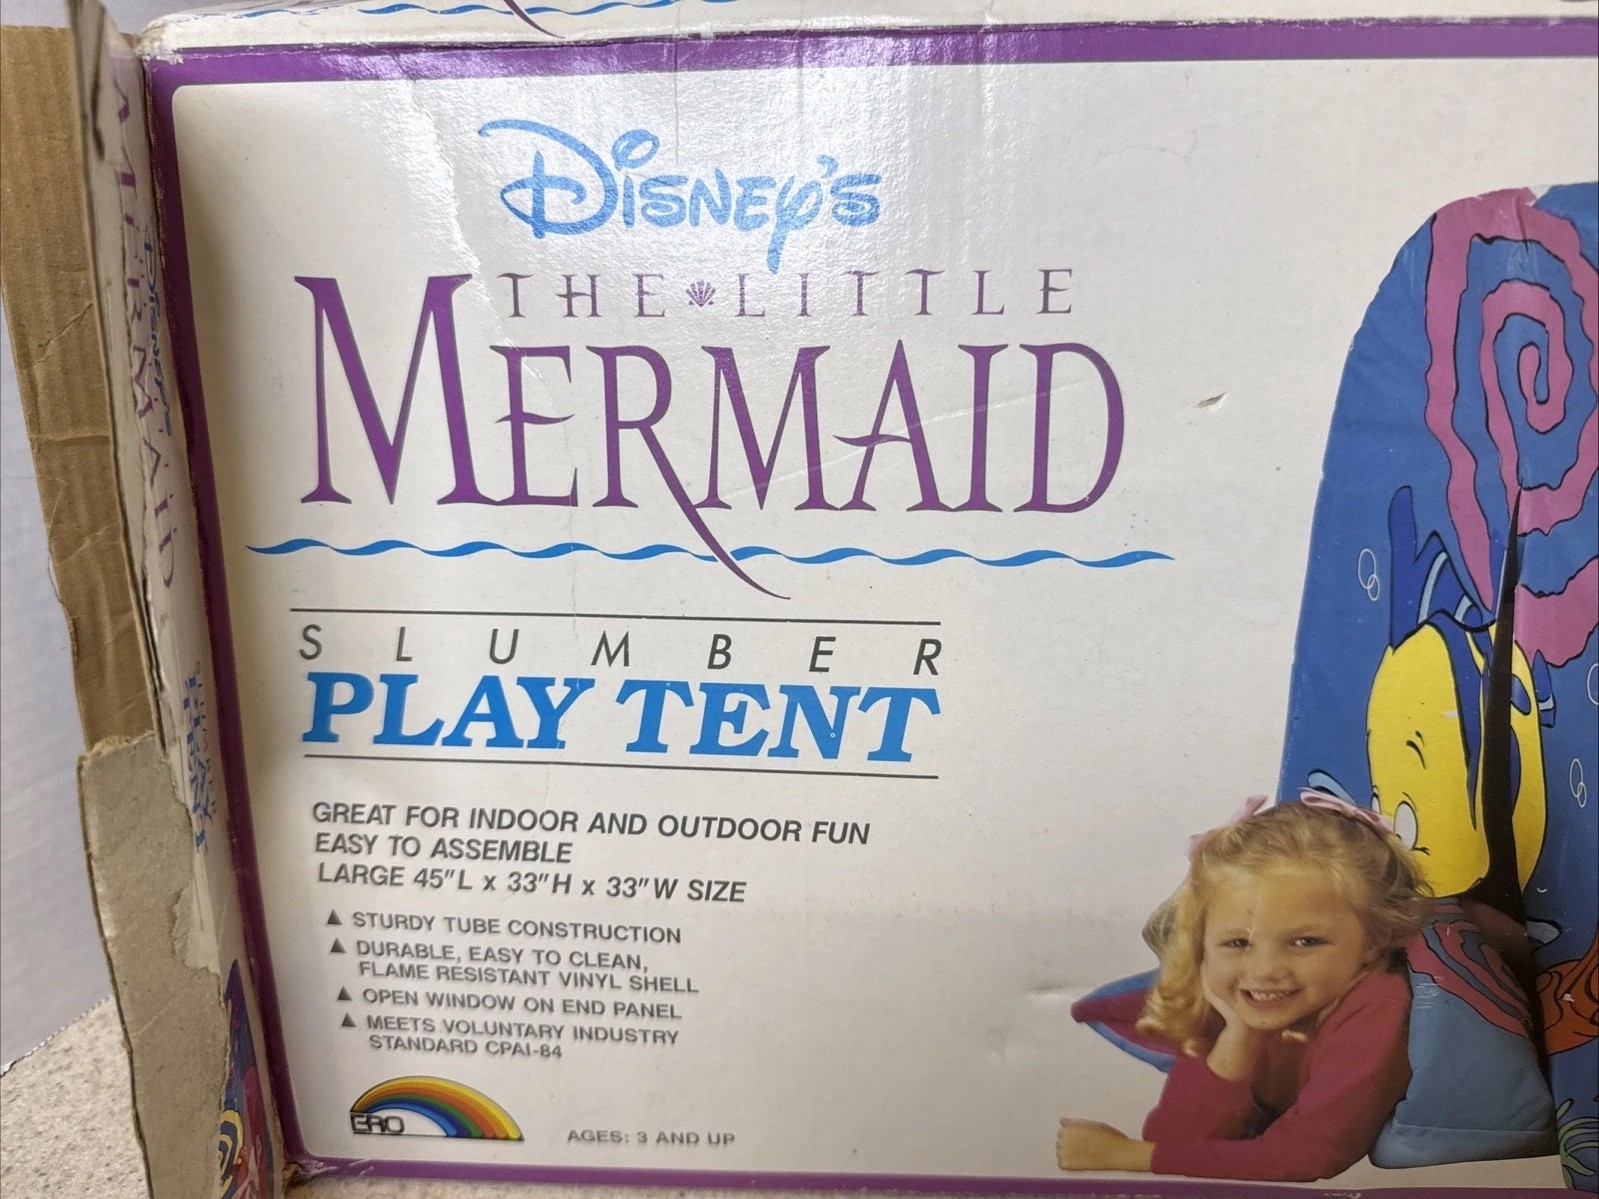 DISNEY'S
THE LITTLE
MERMAID
SLUMBER
PLAY TENT
GREAT FOR INDOOR AND OUTDOOR FUN
EASY TO ASSEMBLE
LARGE 45"L x 33"H x 33"W SIZE
▲ STURDY TUBE CONSTRUCTION
▲ DURABLE, EASY TO CLEAN,
FLAME RESISTANT VINYL SHELL
▲ OPEN WINDOW ON END PANEL
▲ MEETS VOLUNTARY INDUSTRY
STANDARD CPAI-84
ERO
AGES: 3 AND UP
DISNEY'S
MERMAID